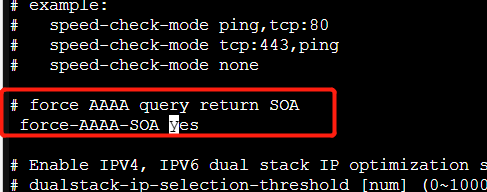 # example:
#   speed-check-mode ping,tcp:80
#   speed-check-mode tcp:443,ping
#   speed-check-mode none
# force AAAA query return SOA
force-AAAA-SOA yes
# Enable IPV4, IPV6 dual stack IP optimization s
# dualstack-ip-selection-threshold [num] (0~1000